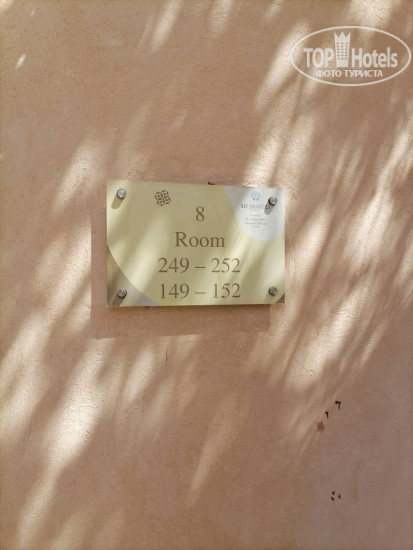 TOP Hotels
ФОТО ТУРИСТА
8
Room
249 – 252
149 – 152